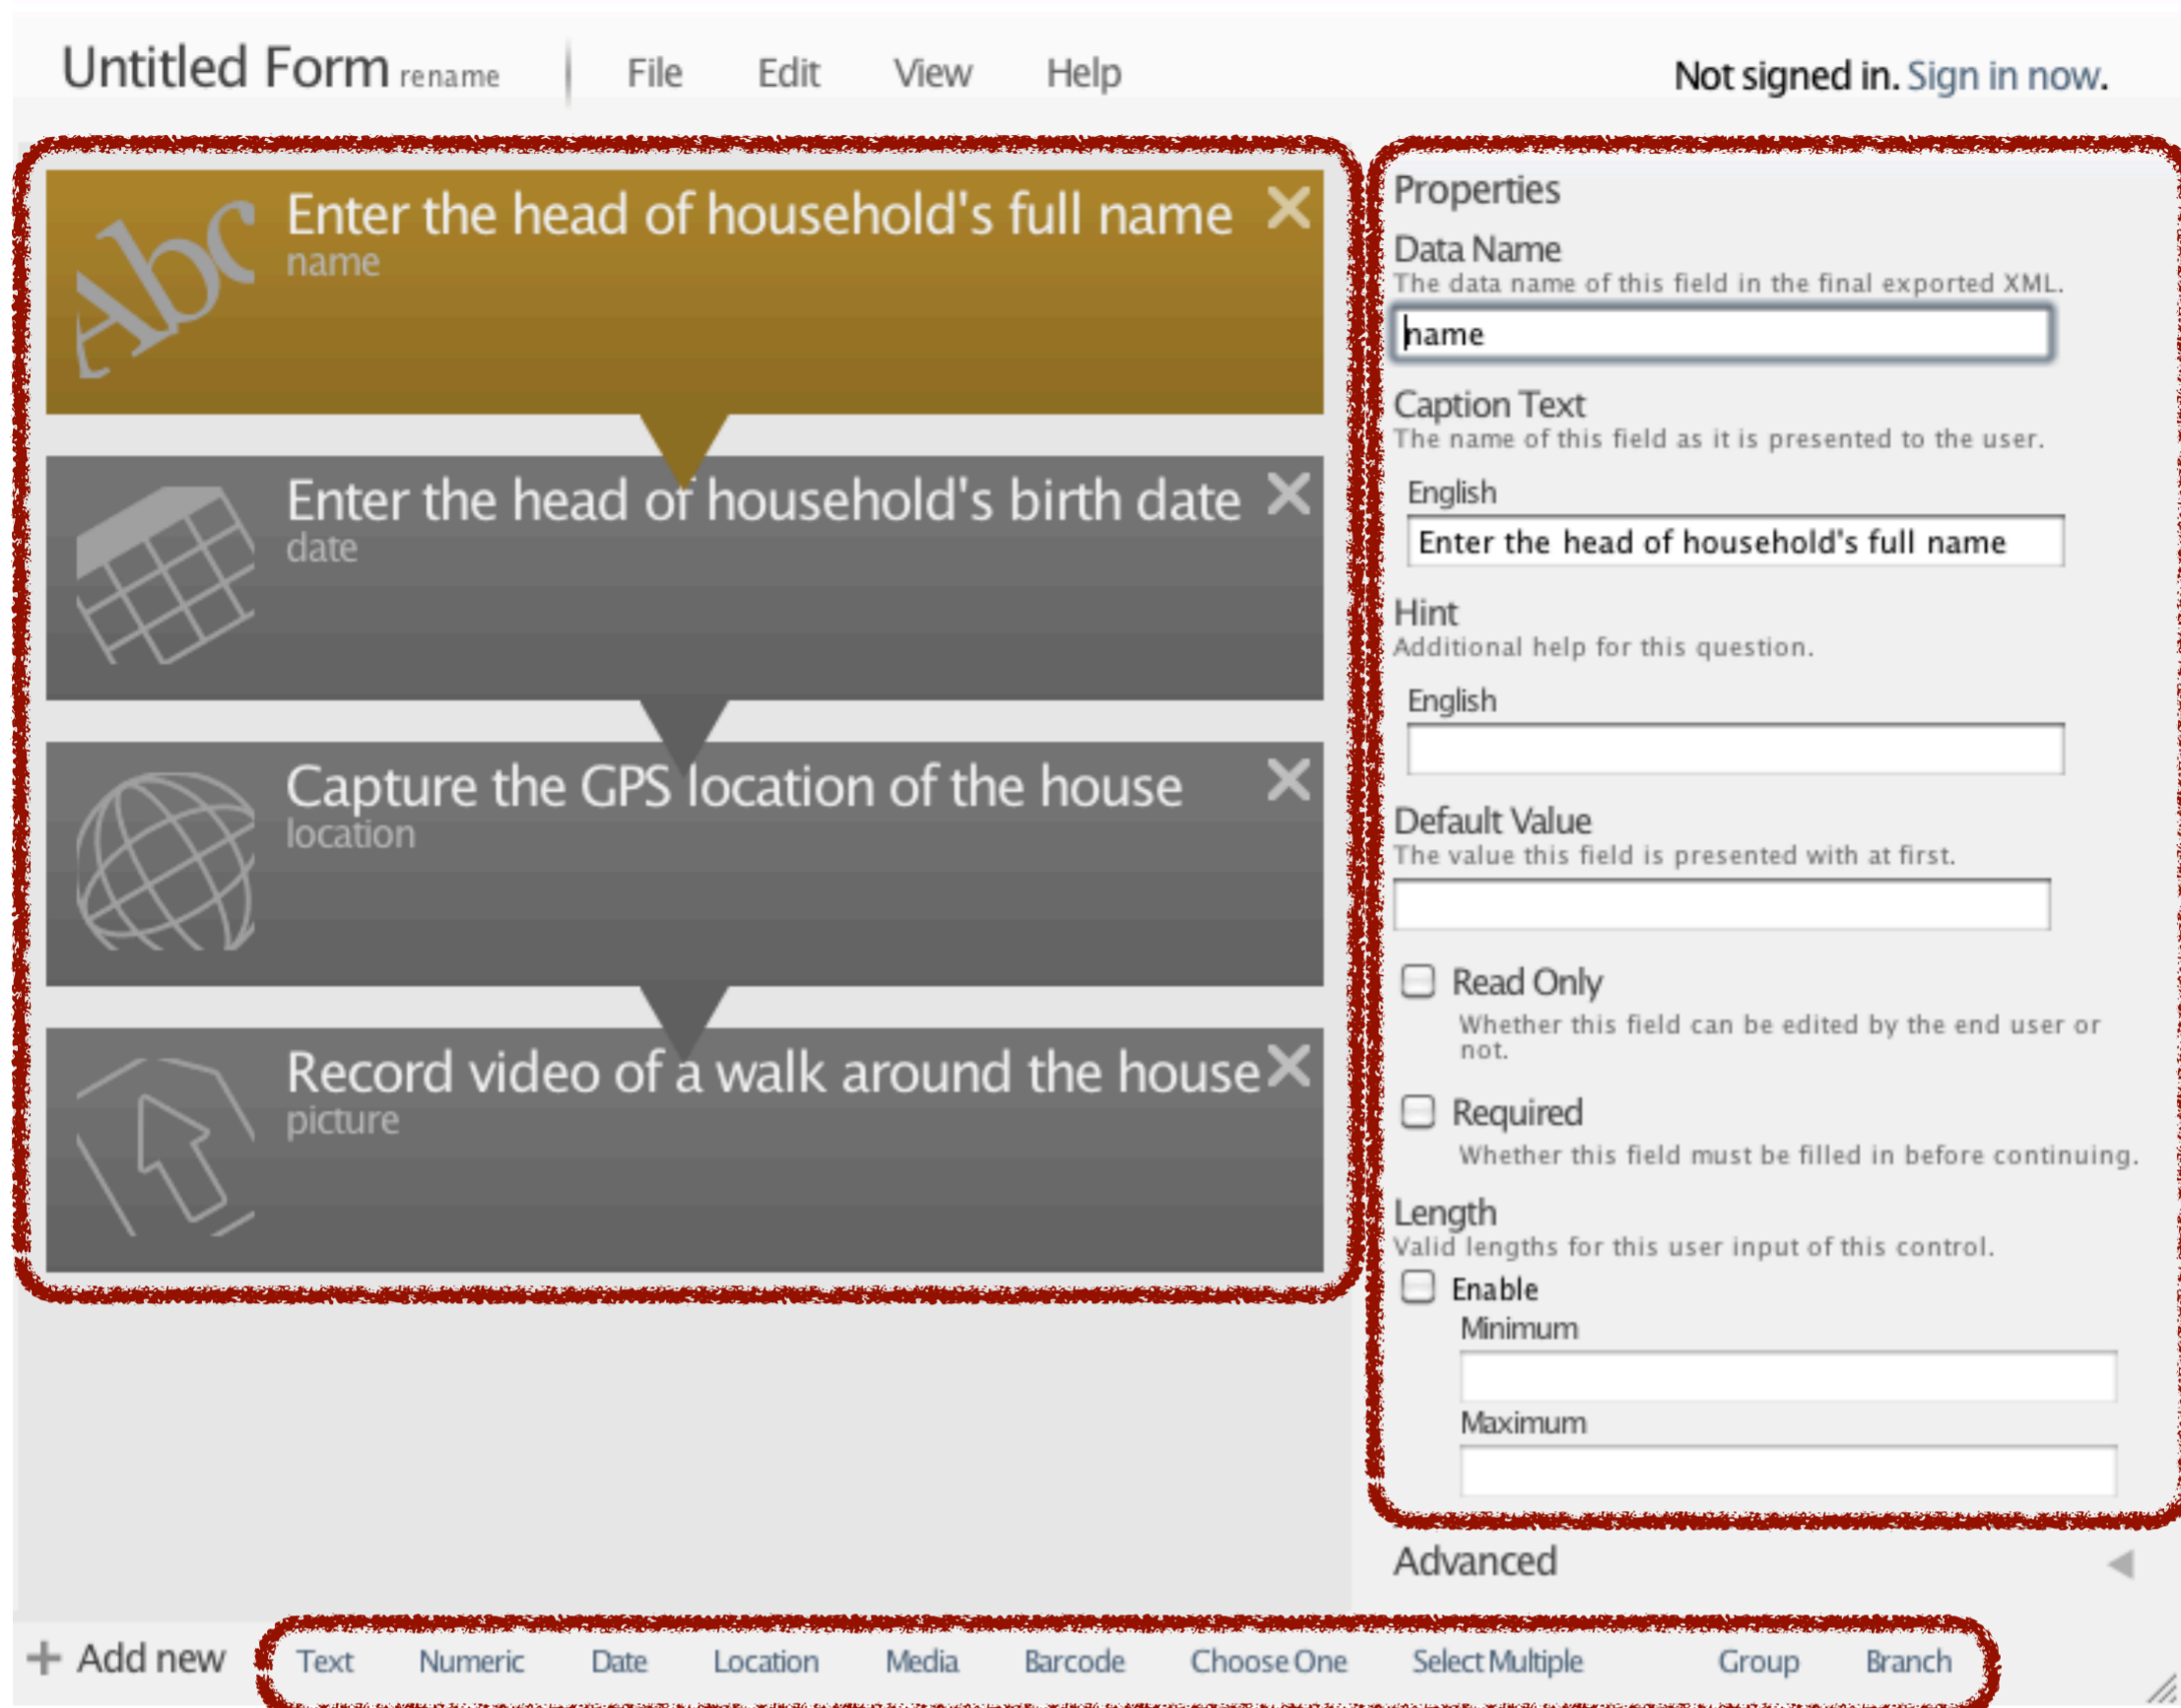 Untitled Form rename File Edit View Help Not signed in. Sign in now.
Abc
Enter the head of household's full name
name
Enter the head of household's birth date
date
Capture the GPS location of the house
location
Record video of a walk around the house
picture
Properties
Data Name
The data name of this field in the final exported XML.
name
Caption Text
The name of this field as it is presented to the user.
English
Enter the head of household's full name
Hint
Additional help for this question.
English
Default Value
The value this field is presented with at first.
Read Only
Whether this field can be edited by the end user or
not.
Required
Whether this field must be filled in before continuing.
Length
Valid lengths for this user input of this control.
Enable
Minimum
Maximum
Advanced
+ Add new Text Numeric Date Location Media Barcode Choose One Select Multiple Group Branch